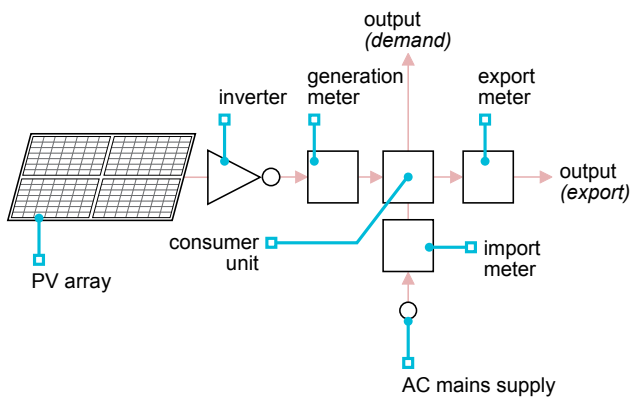 output
(demand)
generation
meter
export
meter
inverter
output
(export)
consumer
unit
import
meter
PV array
AC mains supply